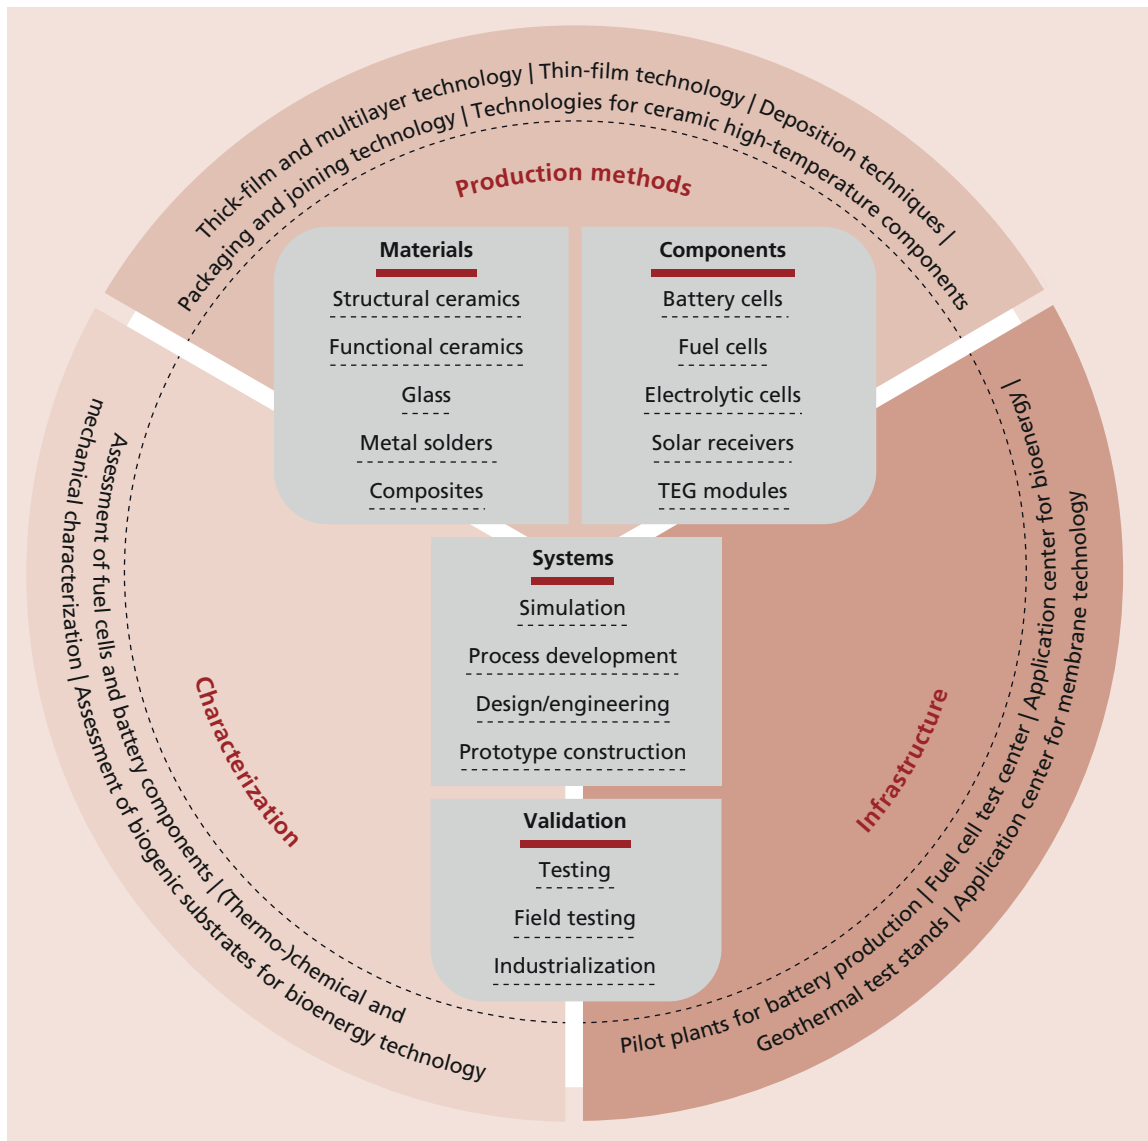 Thick-film and multilayer technology | Thin-film technology | Deposition techniques |
Packaging and joining technology | Technologies for ceramic high-temperature components
Production methods
Materials
Structural ceramics
Functional ceramics
Glass
Metal solders
Composites
Components
Battery cells
Fuel cells
Electrolytic cells
Solar receivers
TEG modules
Systems
Simulation
Process development
Design/engineering
Prototype construction
Validation
Testing
Field testing
Industrialization
Characterization
Assessment of fuel cells and battery components | (Thermo-)chemical and
mechanical characterization | Assessment of biogenic substrates for bioenergy technology
Infrastructure
Pilot plants for battery production | Fuel cell test center | Application center for bioenergy |
Geothermal test stands | Application center for membrane technology